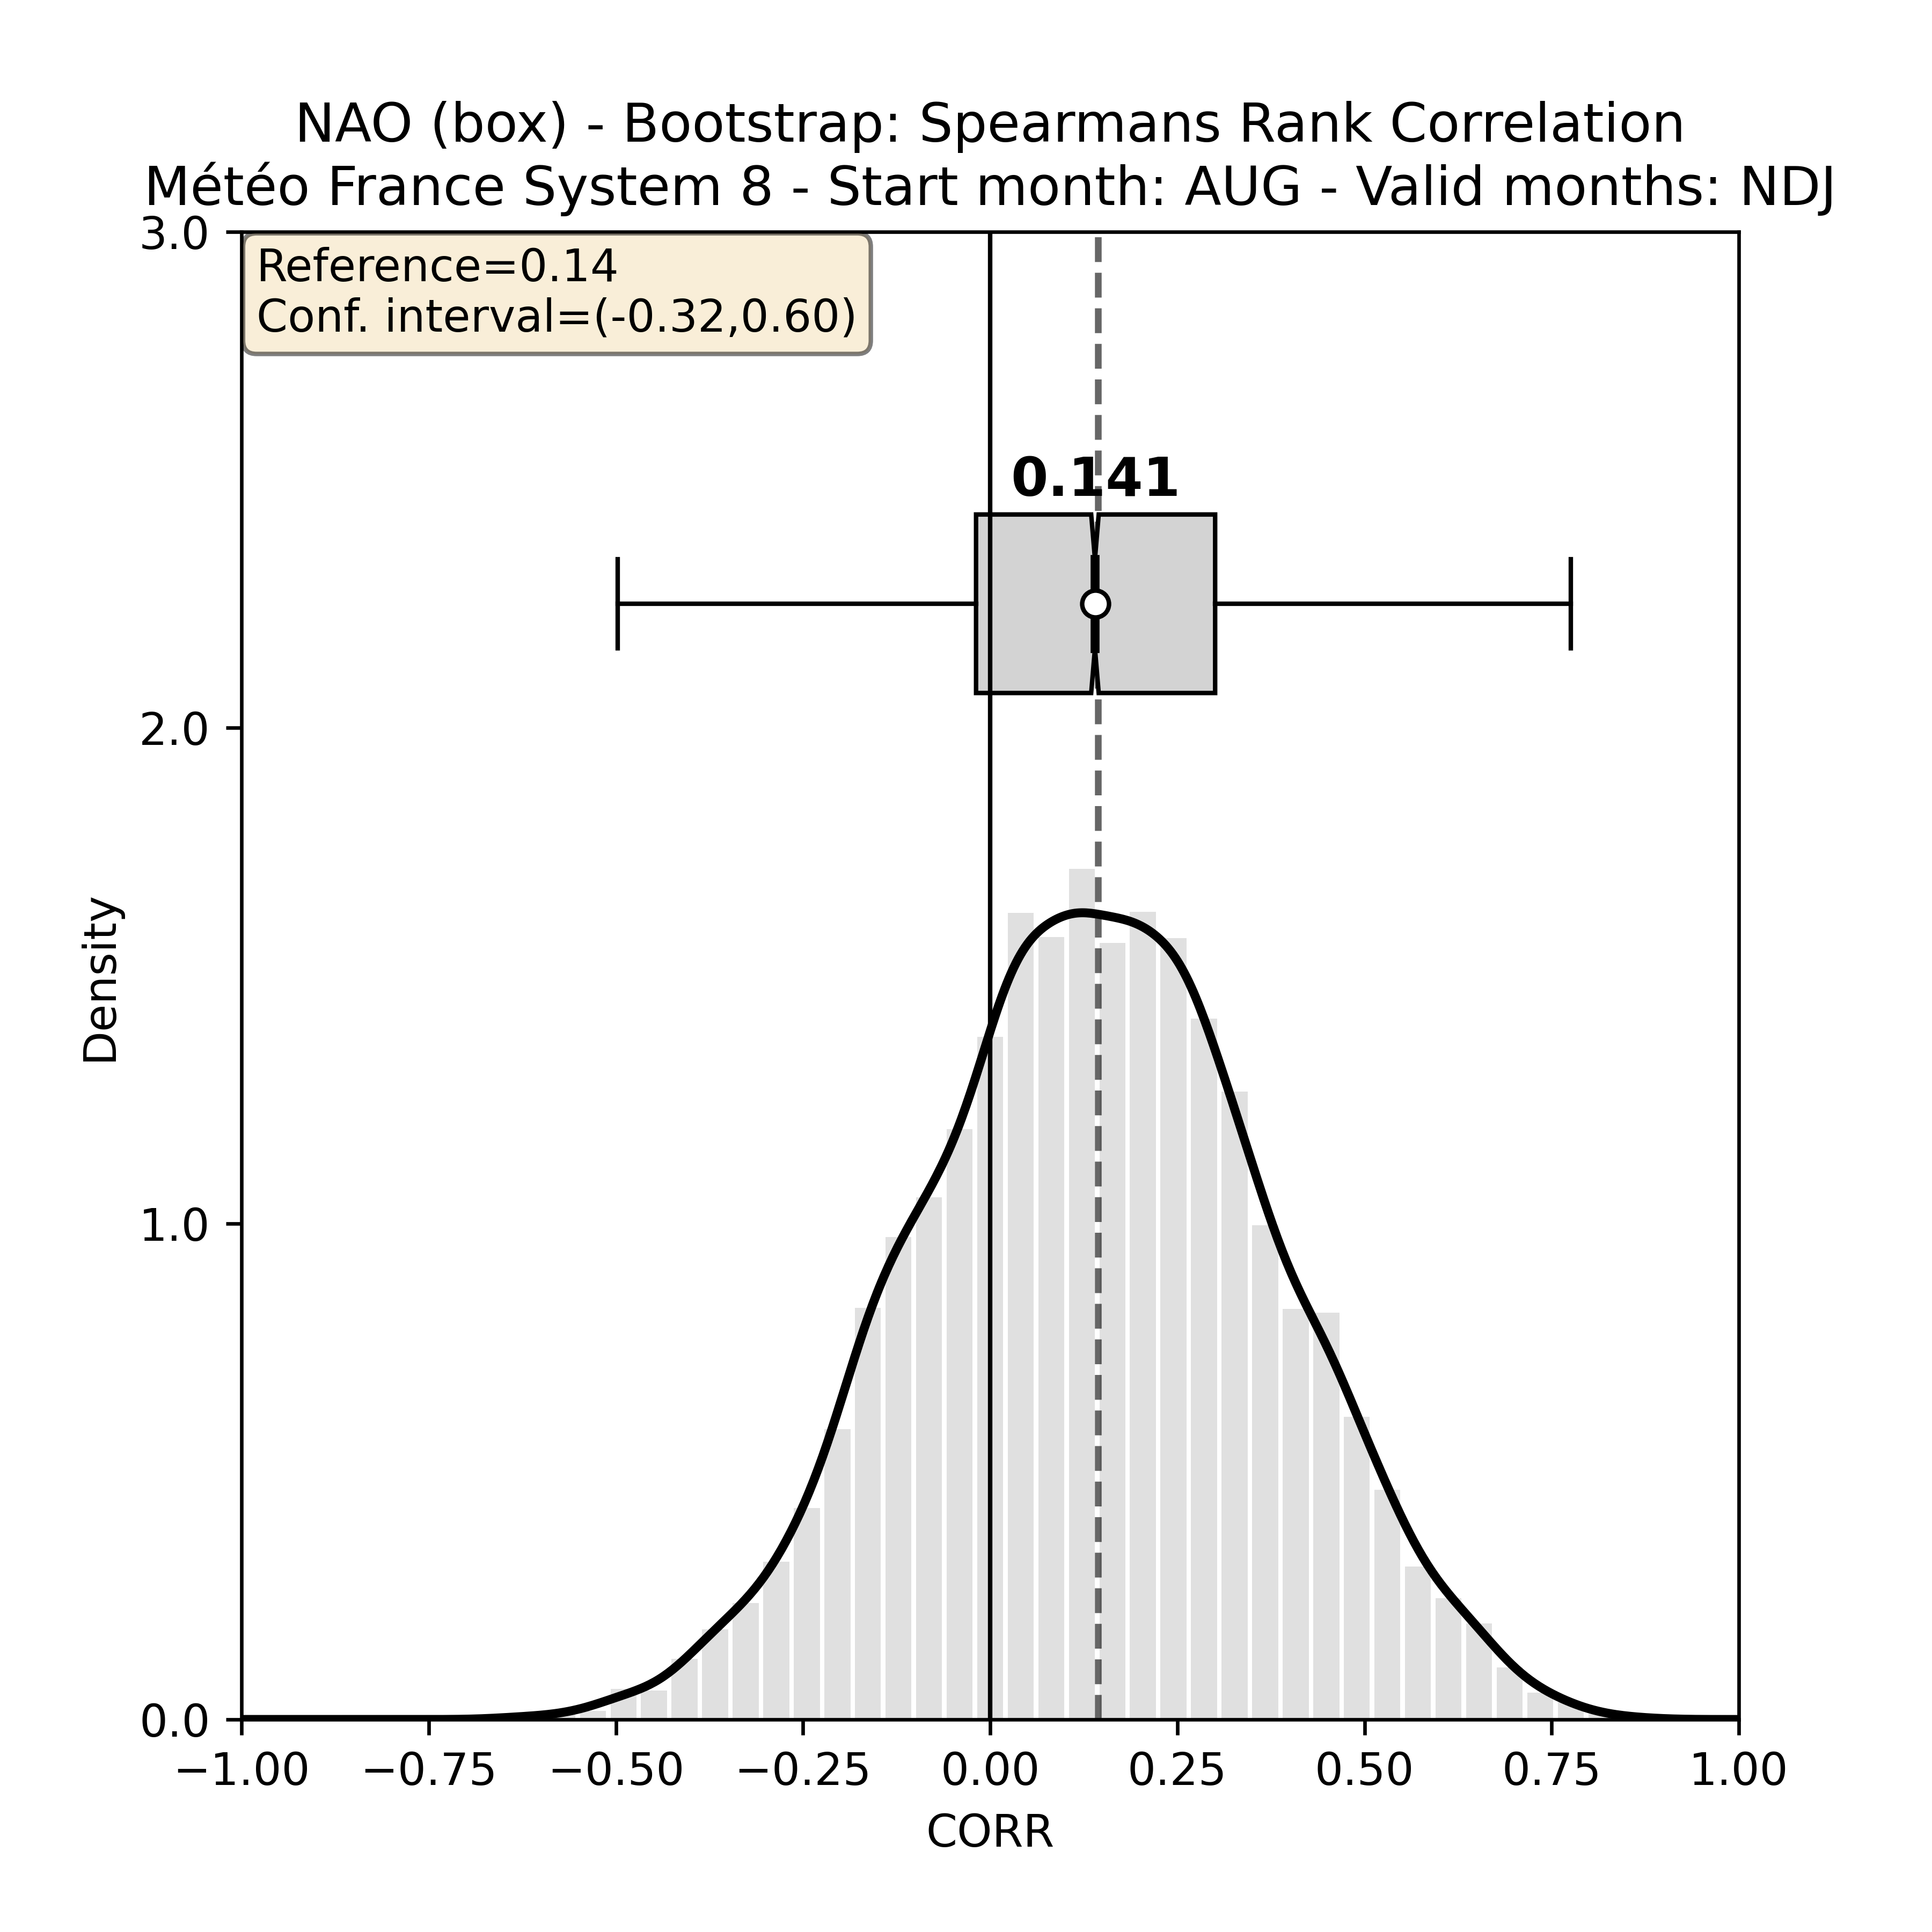 NAO (box) - Bootstrap: Spearmans Rank Correlation
Météo France System 8 - Start month: AUG - Valid months: NDJ
3.0
Reference=0.14
Conf. interval=(-0.32,0.60)
0.141
2.0
Density
1.0
0.0
−1.00 −0.75 −0.50 −0.25 0.00 0.25 0.50 0.75 1.00
CORR